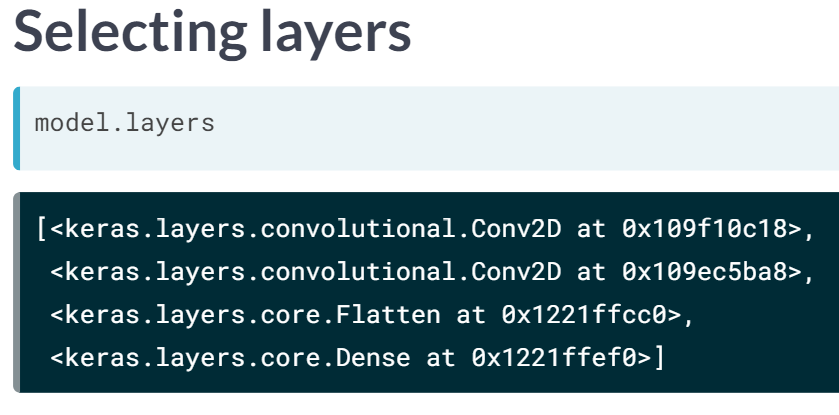 Selecting layers
model.layers
[<keras.layers.convolutional.Conv2D at 0x109f10c18>,
<keras.layers.convolutional.Conv2D at 0x109ec5ba8>,
<keras.layers.core.Flatten at 0x1221ffcc0>,
<keras.layers.core.Dense at 0x1221ffef0>]